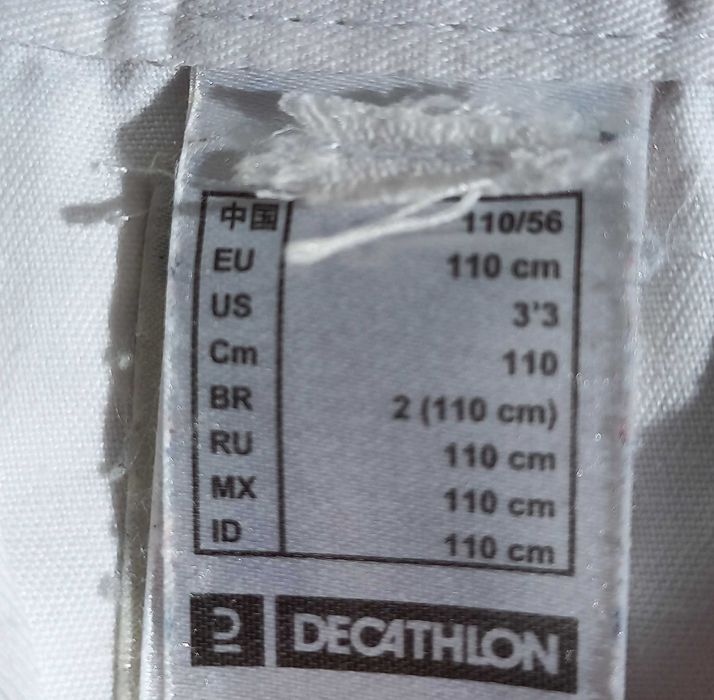 中国 110/56
EU 110 cm
US 3'3
Cm 110
BR 2 (110 cm)
RU 110 cm
MX 110 cm
ID 110 cm
DECATHLON